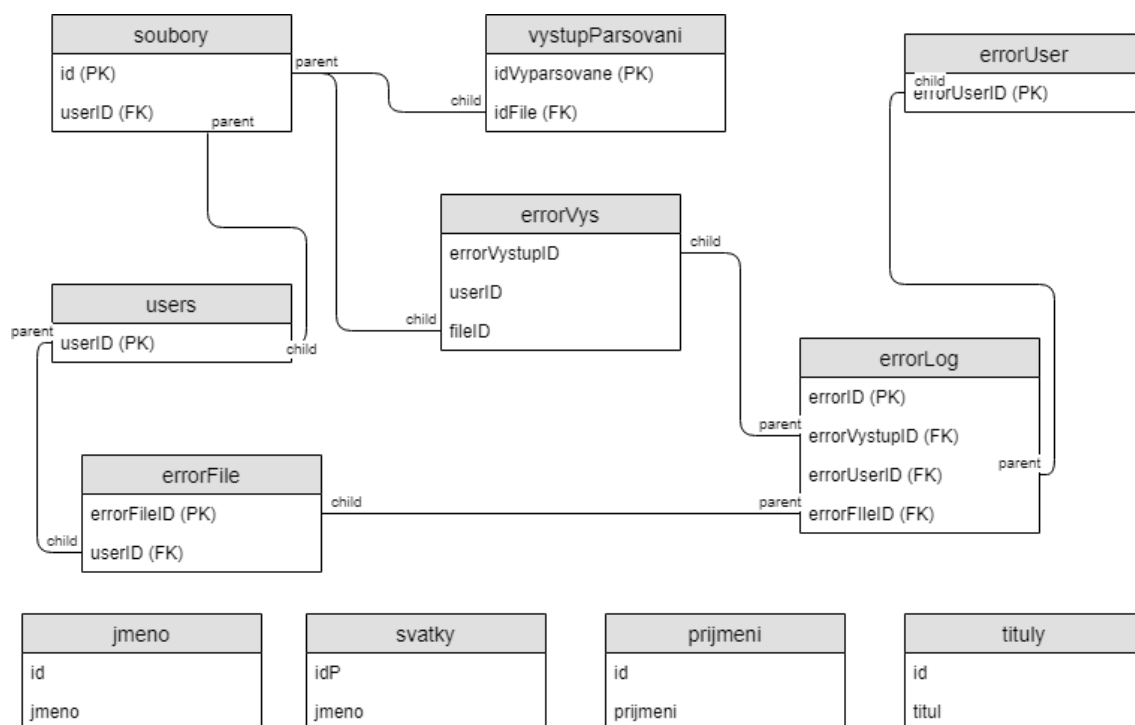 soubory
id (PK)
userID (FK)
parent
parent
vystupParsovani
idVyparsovane (PK)
idFile (FK)
child
errorUser
child
errorUserID (PK)
errorVys
errorVystupID
userID
fileID
child
child
users
userID (PK)
parent
child
errorLog
errorID (PK)
errorVystupID (FK)
errorUserID (FK)
errorFIleID (FK)
parent
parent
parent
errorFile
errorFileID (PK)
userID (FK)
child
child
jmeno
id
jmeno
svatky
idP
jmeno
prijmeni
id
prijmeni
tituly
id
titul